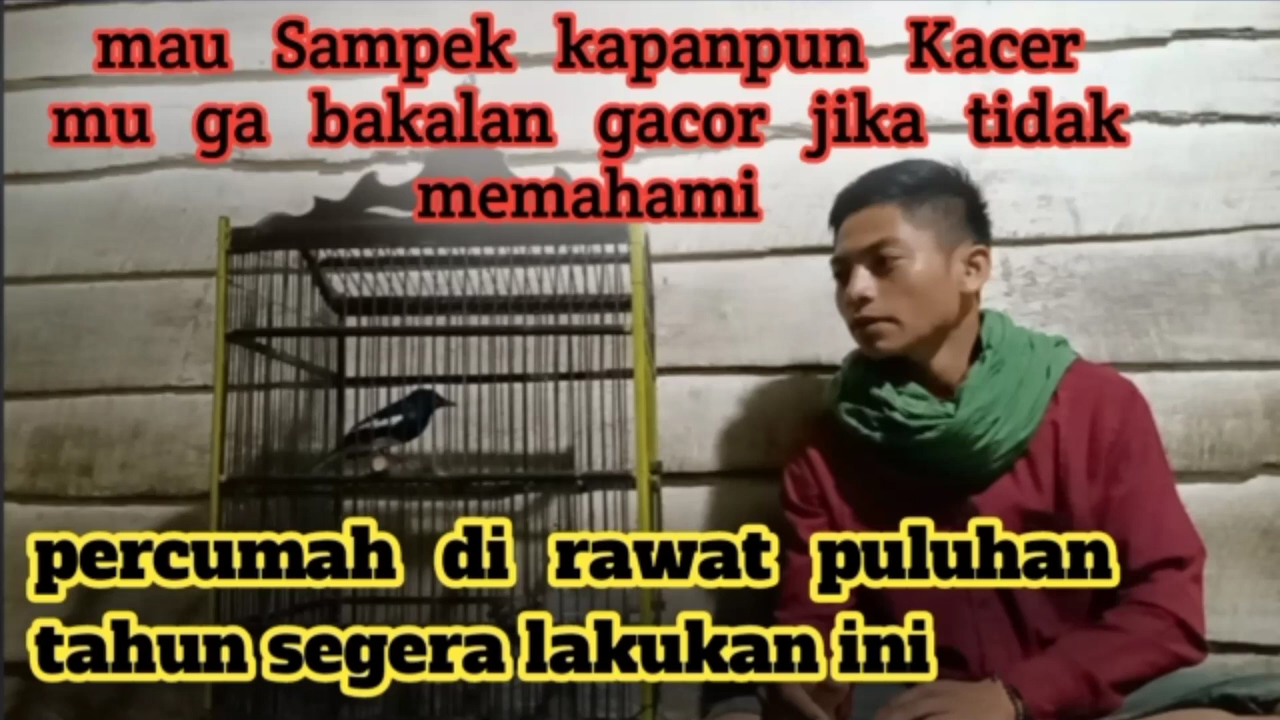 mau Sampek kapanpun Kacer
mu ga bakalan gacor jika tidak
memahami
percumah di rawat puluhan
tahun segera lakukan ini